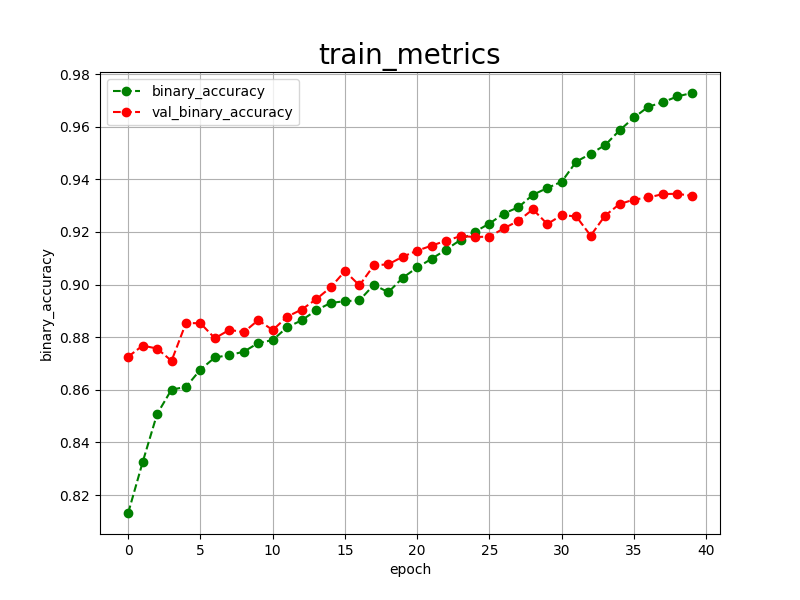 train_metrics
binary_accuracy
val_binary_accuracy
0.98
0.96
0.94
0.92
0.90
0.88
0.86
0.84
0.82
binary_accuracy
0 5 10 15 20 25 30 35 40
epoch